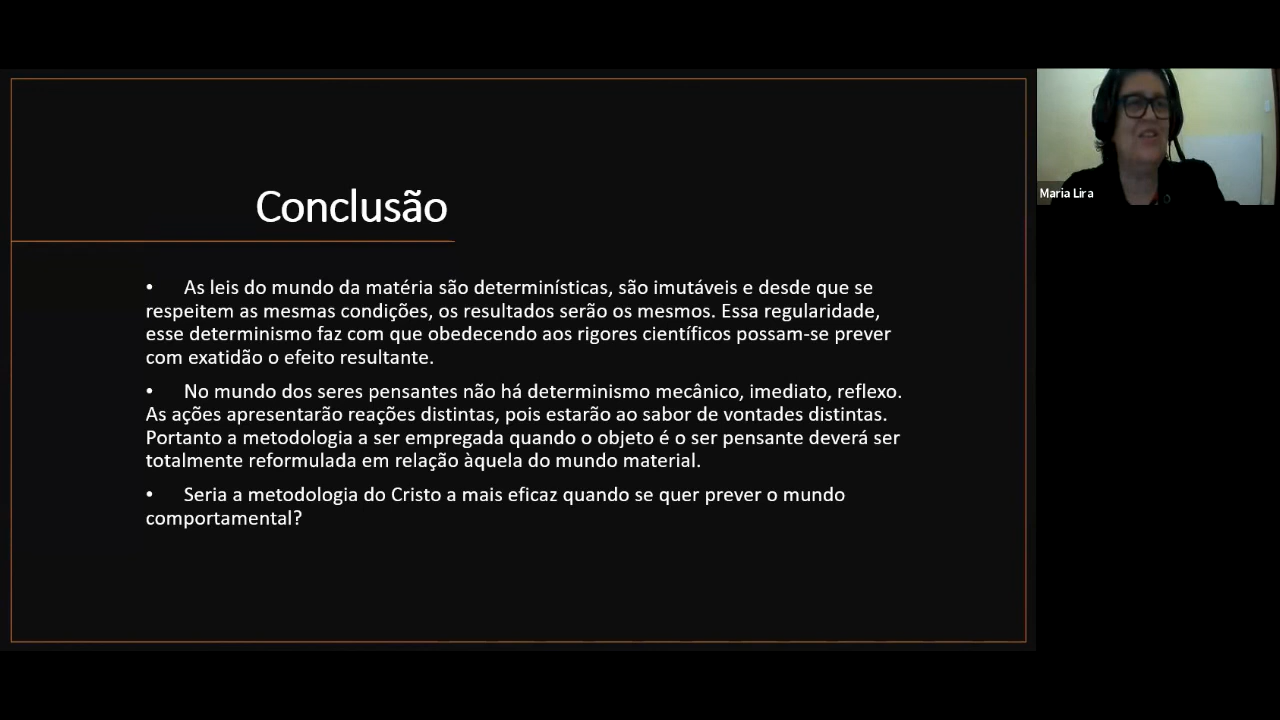 Conclusão
• As leis do mundo da matéria são determinísticas, são imutáveis e desde que se
respeitem as mesmas condições, os resultados serão os mesmos. Essa regularidade,
esse determinismo faz com que obedecendo aos rigores científicos possam-se prever
com exatidão o efeito resultante.
• No mundo dos seres pensantes não há determinismo mecânico, imediato, reflexo.
As ações apresentarão reações distintas, pois estarão ao sabor de vontades distintas.
Portanto a metodologia a ser empregada quando o objeto é o ser pensante deverá ser
totalmente reformulada em relação àquela do mundo material.
• Seria a metodologia do Cristo a mais eficaz quando se quer prever o mundo
comportamental?
Maria Lira